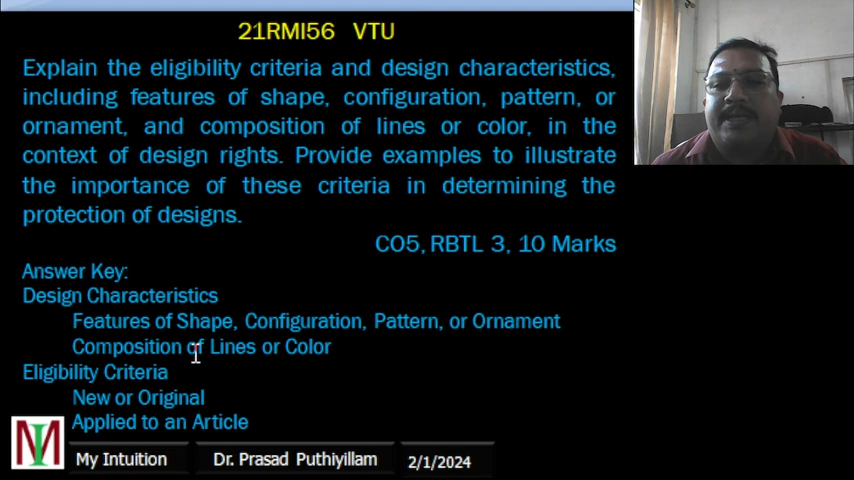 21RMI56 VTU
Explain the eligibility criteria and design characteristics,
including features of shape, configuration, pattern, or
ornament, and composition of lines or color, in the
context of design rights. Provide examples to illustrate
the importance of these criteria in determining the
protection of designs.
CO5, RBTL 3, 10 Marks
Answer Key:
Design Characteristics
Features of Shape, Configuration, Pattern, or Ornament
Composition of Lines or Color
Eligibility Criteria
New or Original
Applied to an Article
MI
My Intuition Dr. Prasad Puthiyillam 2/1/2024